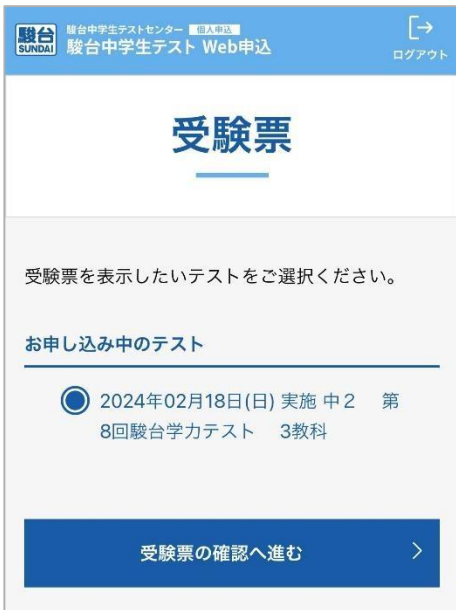 駿台
SUNDAI
駿台中学生テストセンター 個人申込
駿台中学生テスト Web申込
ログアウト
受験票
受験票を表示したいテストをご選択ください。
お申し込み中のテスト
2024年02月18日(日) 実施 中２　第
8回駿台学力テスト　3教科
受験票の確認へ進む